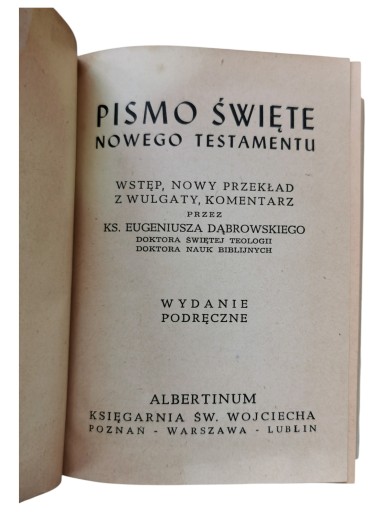 PISMO ŚWIĘTE
NOWEGO TESTAMENTU
WSTĘP, NOWY PRZEKŁAD
Z WULGATY, KOMENTARZ
PRZEZ
KS. EUGENIUSZA DĄBROWSKIEGO
DOKTORA ŚWIĘTEJ TEOLOGII
DOKTORA NAUK BIBLIJNYCH
WYDANIE
PODRĘCZNE
ALBERTINUM
KSIĘGARNIA ŚW. WOJCIECHA
POZNAŃ - WARSZAWA - LUBLIN